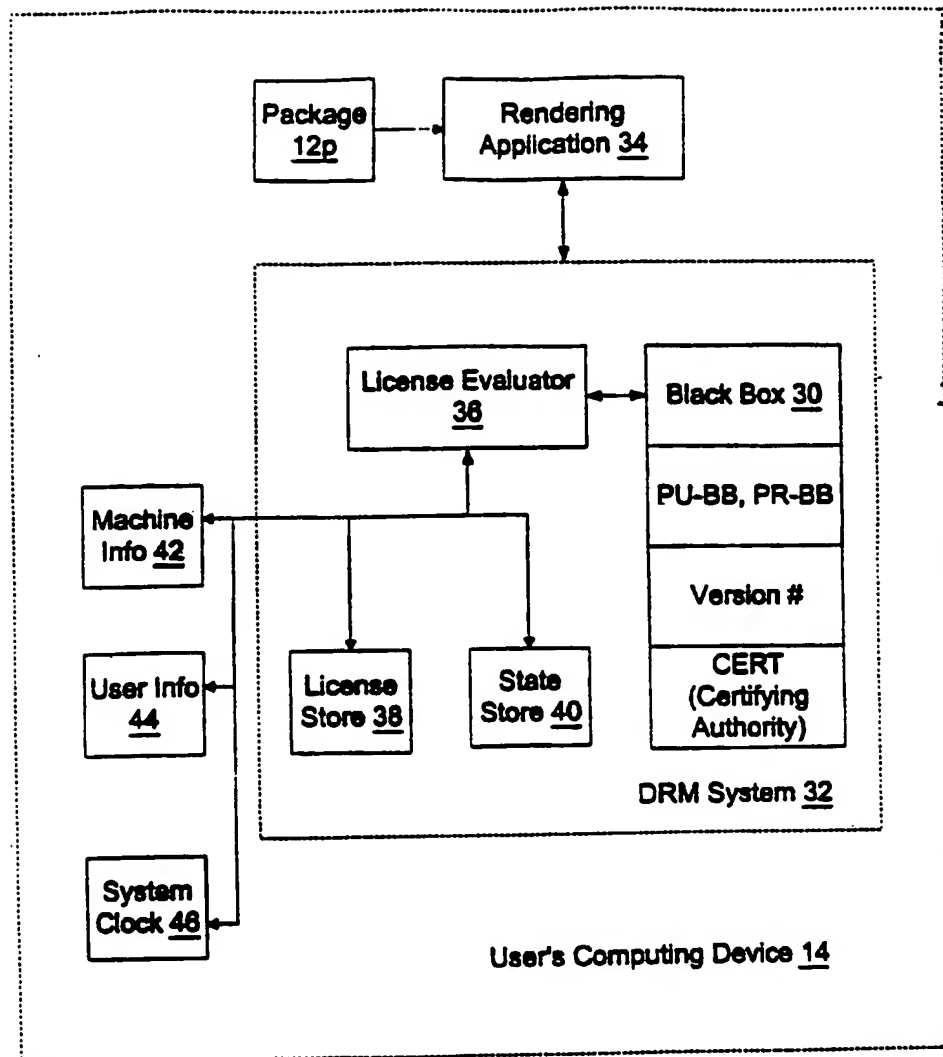 Package
12p
Rendering
Application 34
License Evaluator
36
Black Box 30
PU-BB, PR-BB
Version #
CERT
(Certifying
Authority)
Machine
Info 42
User Info
44
License
Store 38
State
Store 40
DRM System 32
System
Clock 46
User's Computing Device 14